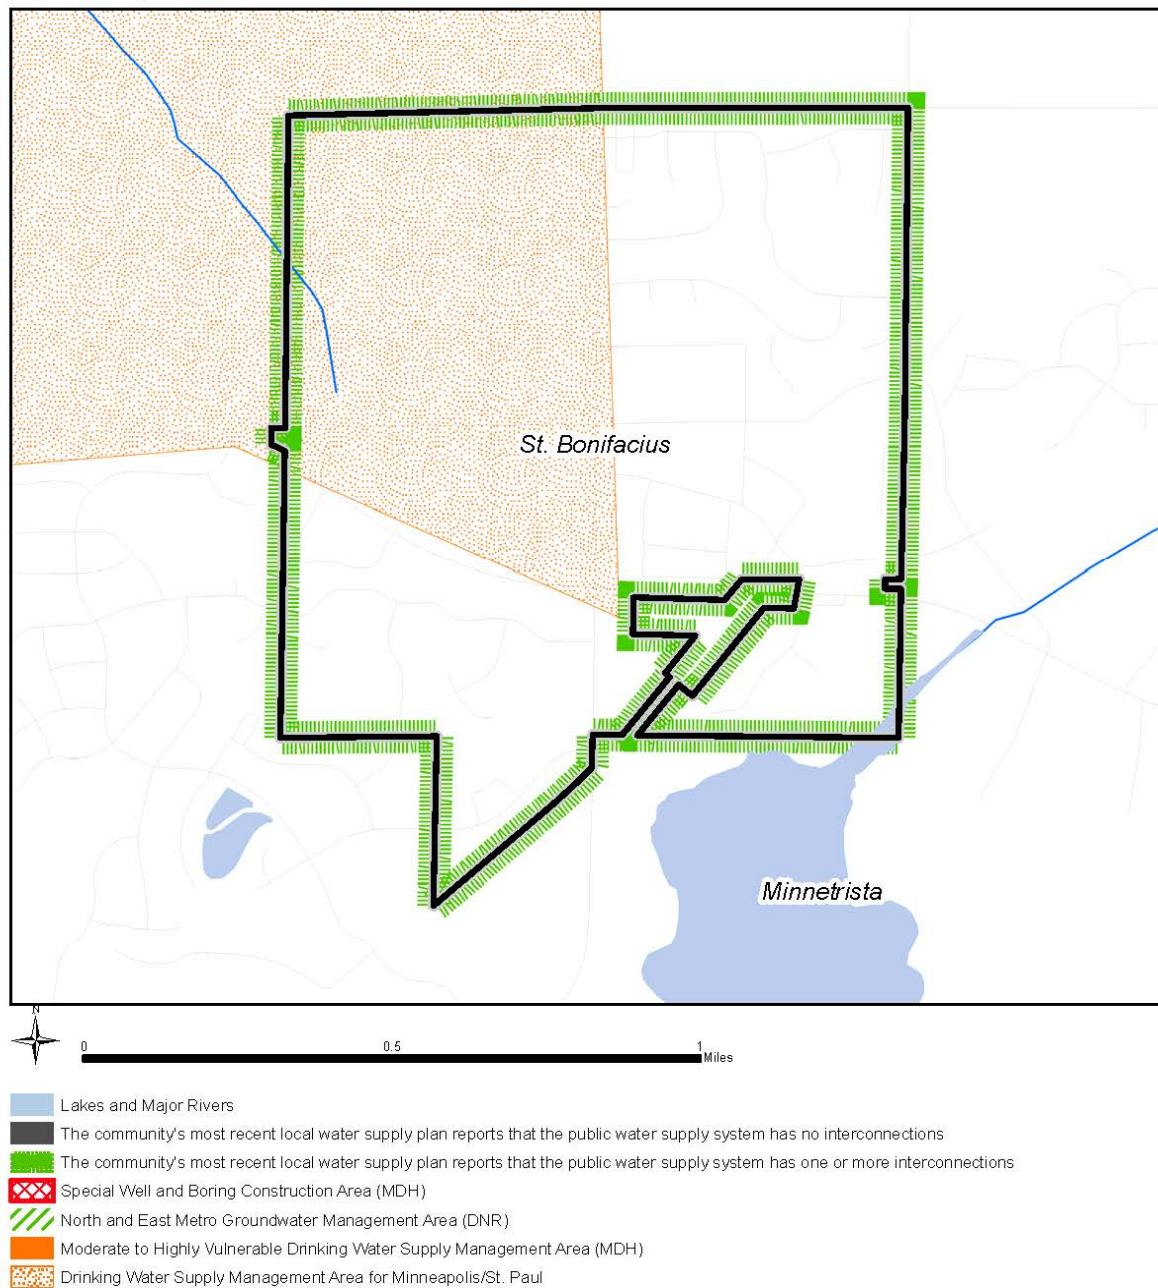 St. Bonifacius
Minnetrista
N
0 0.5 1
Miles
Lakes and Major Rivers
The community's most recent local water supply plan reports that the public water supply system has no interconnections
The community's most recent local water supply plan reports that the public water supply system has one or more interconnections
Special Well and Boring Construction Area (MDH)
North and East Metro Groundwater Management Area (DNR)
Moderate to Highly Vulnerable Drinking Water Supply Management Area (MDH)
Drinking Water Supply Management Area for Minneapolis/St. Paul